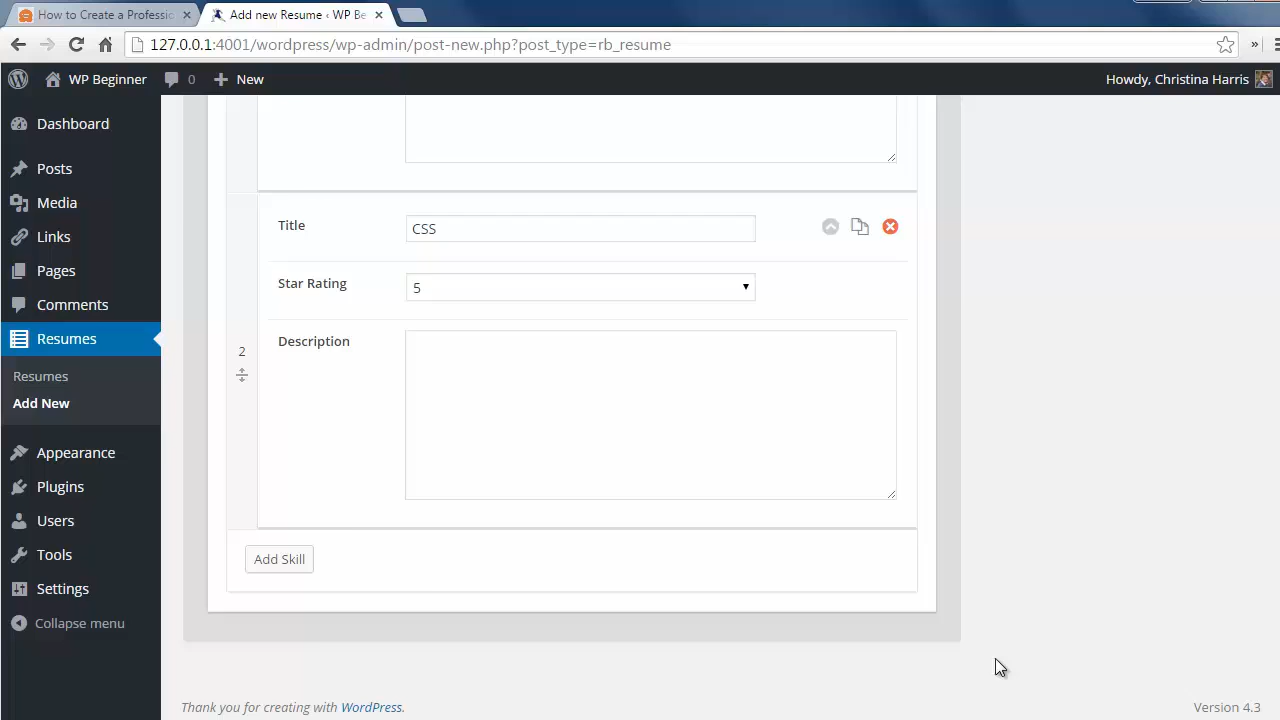 How to Create a Professi
Add new Resume ‹ WP Be
127.0.0.1:4001/wordpress/wp-admin/post-new.php?post_type=rb_resume
WP Beginner
0
New
Howdy, Christina Harris
Dashboard
Posts
Media
Links
Pages
Comments
Resumes
Resumes
Add New
Appearance
Plugins
Users
Tools
Settings
Collapse menu
Title
CSS
Star Rating
5
Description
2
Add Skill
Thank you for creating with WordPress.
Version 4.3